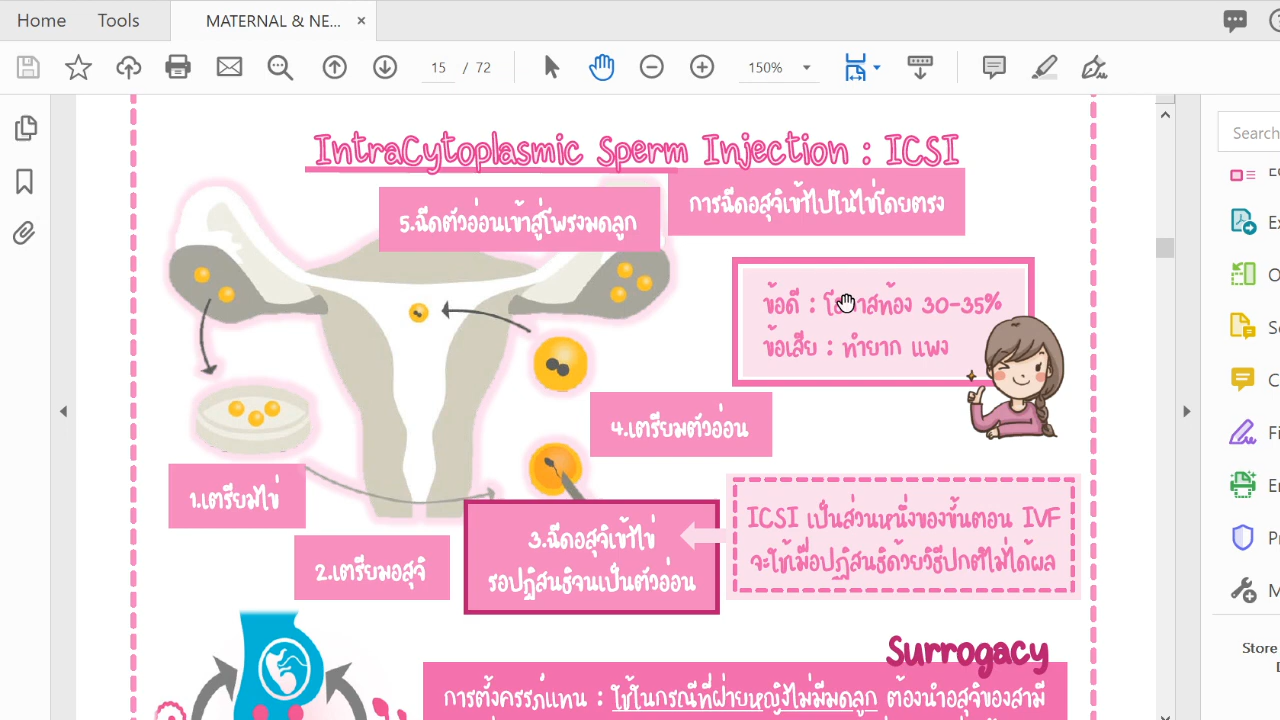 Home
Tools
MATERNAL & NE...
15 / 72
150%
Search
IntraCytoplasmic Sperm Injection : ICSI
การฉีดอสุจิเข้าไปในไข่โดยตรง
5.ฉีดตัวอ่อนเข้าสู่โพรงมดลูก
ข้อดี : โอกาสท้อง 30-35%
ข้อเสีย : ทำยาก แพง
4.เตรียมตัวอ่อน
1.เตรียมไข่
2.เตรียมอสุจิ
3.ฉีดอสุจิเข้าไข่
รอปฏิสนธิจนเป็นตัวอ่อน
ICSI เป็นส่วนหนึ่งของขั้นตอน IVF
จะใช้เมื่อปฏิสนธิด้วยวิธีปกติไม่ได้ผล
Surrogacy
การตั้งครรภ์แทน : ใช้ในกรณีที่ฝ่ายหญิงไม่มีมดลูก ต้องนำอสุจิของสามี
Store